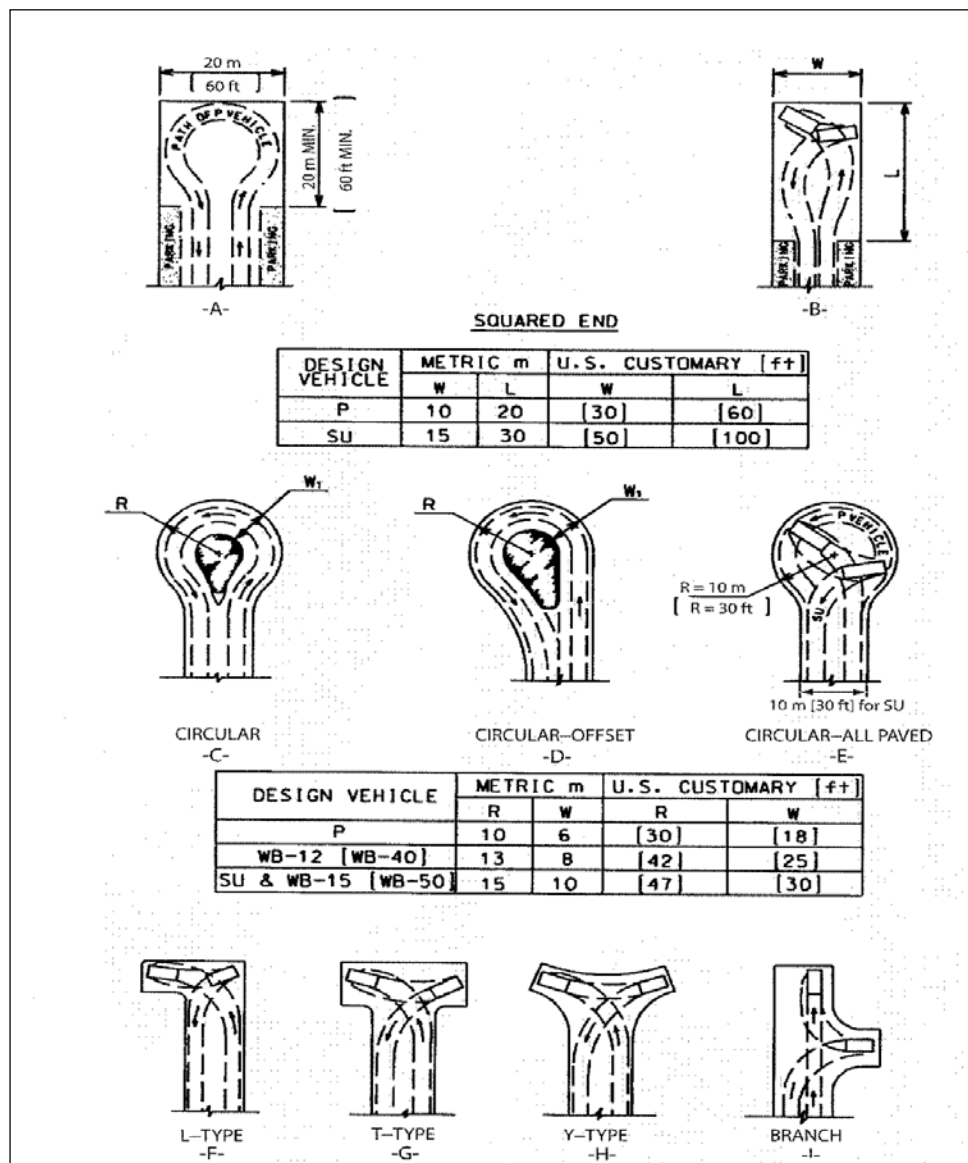 20 m
[ 60 ft ]
PATH OF P VEHICLE
20 m MIN.
[ 60 ft MIN. ]
PARKING
PARKING
-A-
W
L
PARKING
PARKING
-B-
SQUARED END
DESIGN VEHICLE METRIC m U.S. CUSTOMARY [ft]
W L W L
P 10 20 [30] [60]
SU 15 30 [50] [100]
R
W₁
CIRCULAR
-C-
R
W₁
CIRCULAR—OFFSET
-D-
P VEHICLE
R = 10 m
[ R = 30 ft ]
SU
10 m [30 ft] for SU
CIRCULAR—ALL PAVED
-E-
DESIGN VEHICLE METRIC m U.S. CUSTOMARY [ft]
R W R W
P 10 6 [30] [18]
WB-12 [WB-40] 13 8 [42] [25]
SU & WB-15 [WB-50] 15 10 [47] [30]
L—TYPE
-F-
T—TYPE
-G-
Y—TYPE
-H-
BRANCH
-I-